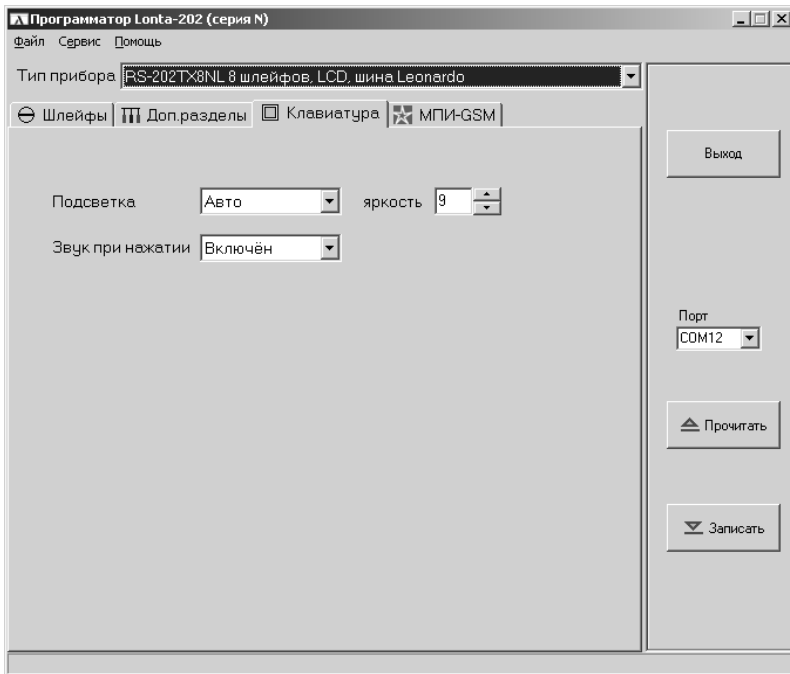 Программатор Lonta-202 (серия N)
Файл Сервис Помощь
Тип прибора RS-202TX8NL 8 шлейфов, LCD, шина Leonardo
Шлейфы Доп.разделы Клавиатура МПИ-GSM
Выход
Подсветка Авто яркость 9
Звук при нажатии Включён
Порт
COM12
Прочитать
Записать